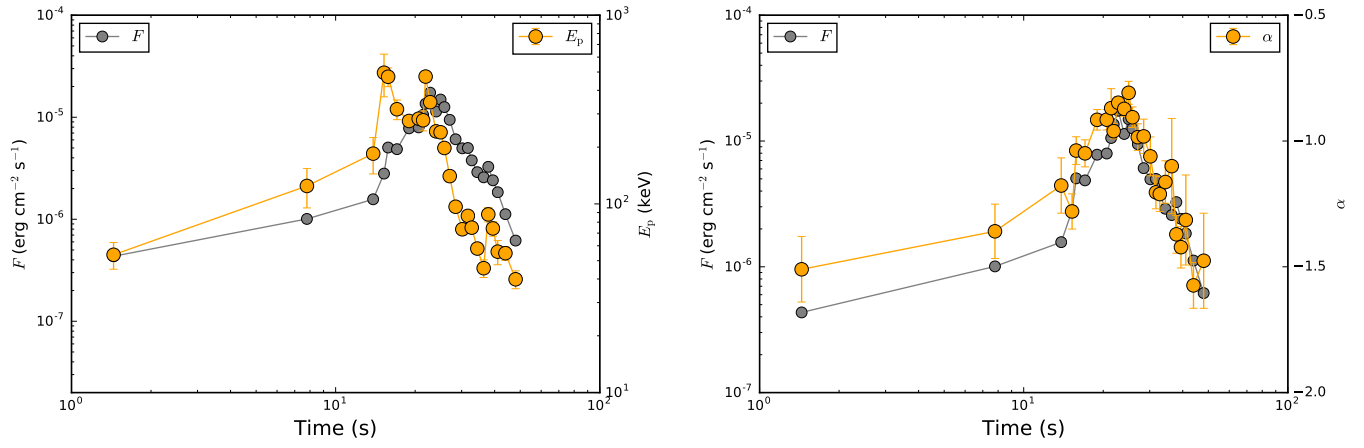 F
E_p
10^-4
10^-5
10^-6
10^-7
F (erg cm^-2 s^-1)
10^3
10^2
10^1
E_p (keV)
10^0
10^1
10^2
Time (s)
F
α
10^-4
10^-5
10^-6
10^-7
F (erg cm^-2 s^-1)
−0.5
−1.0
−1.5
−2.0
α
10^0
10^1
10^2
Time (s)